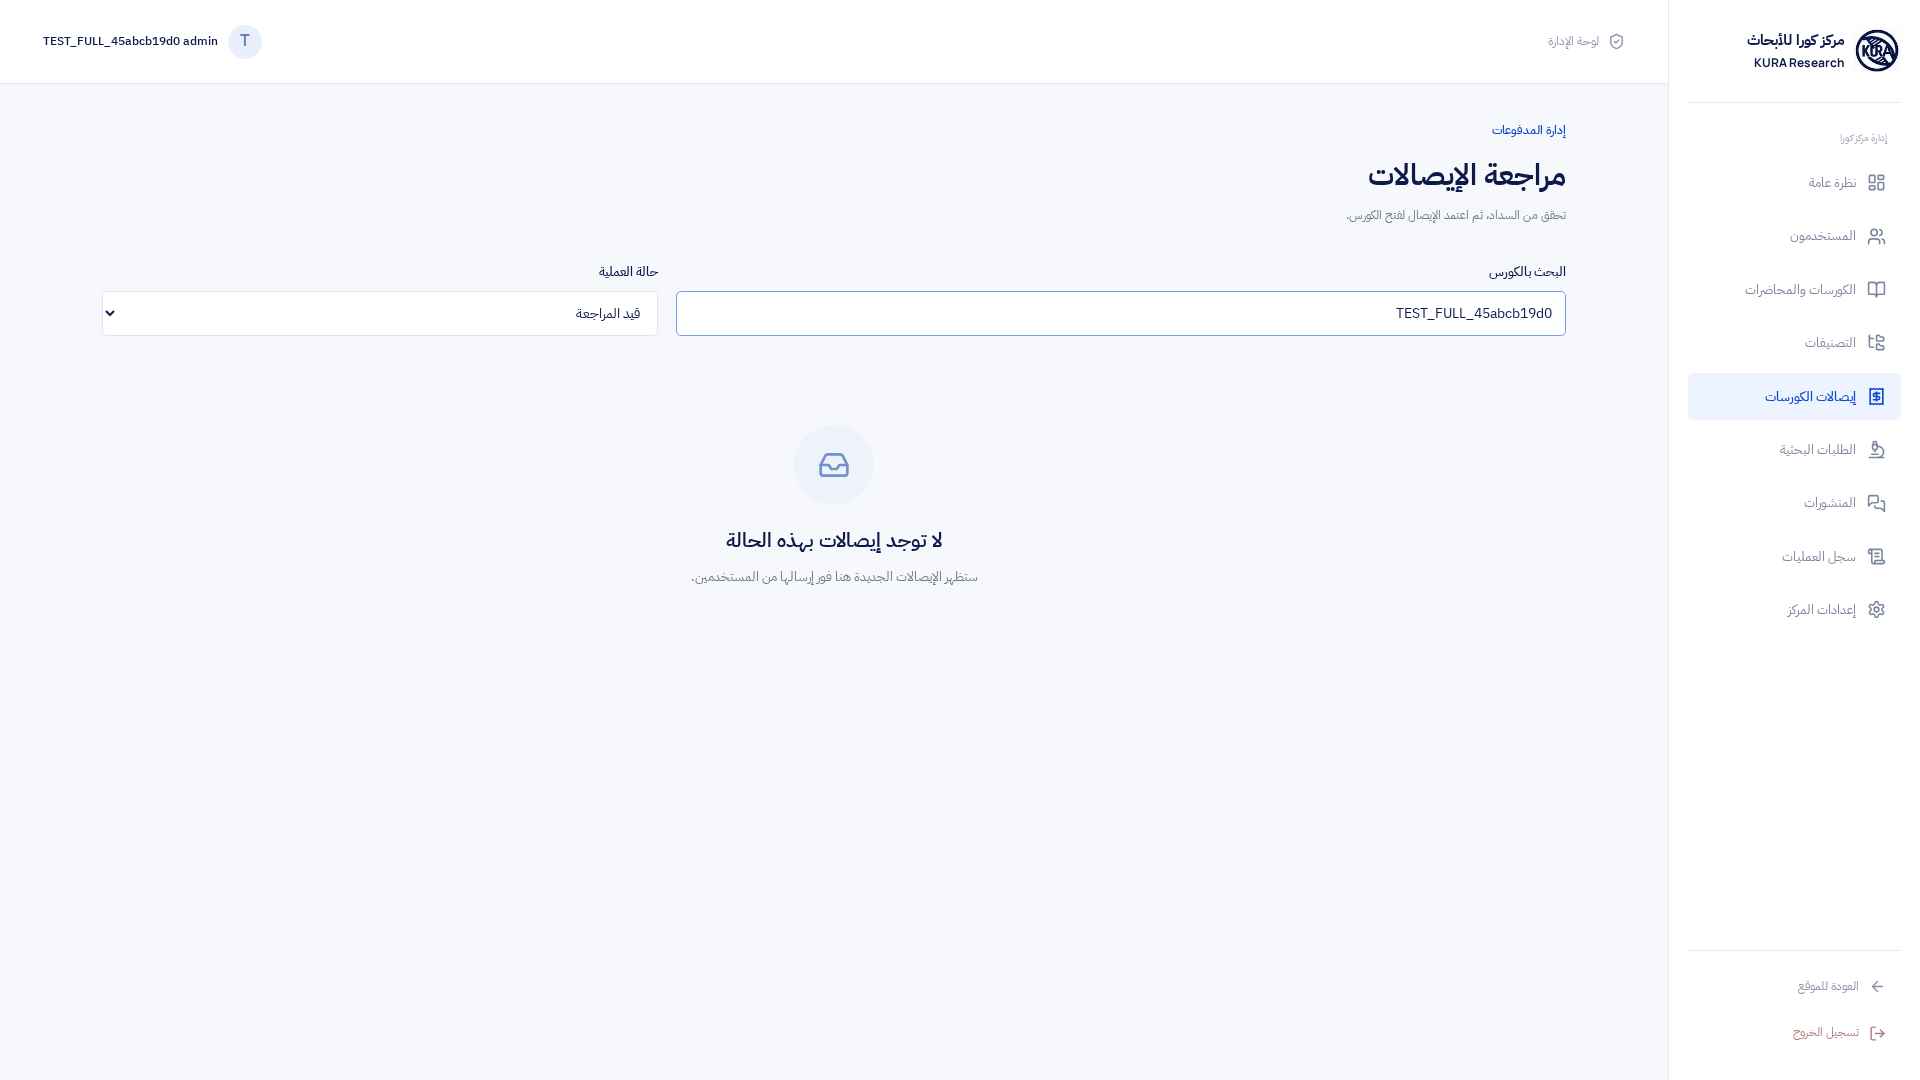 مركز كورا للأبحاث
KURA Research
KURA
إدارة مركز كورا
نظرة عامة
المستخدمون
الكورسات والمحاضرات
التصنيفات
إيصالات الكورسات
الطلبات البحثية
المنشورات
سجل العمليات
إعدادات المركز
العودة للموقع
تسجيل الخروج
لوحة الإدارة
T
TEST_FULL_45abcb19d0 admin
إدارة المدفوعات
مراجعة الإيصالات
تحقق من السداد، ثم اعتمد الإيصال لفتح الكورس.
البحث بالكورس
TEST_FULL_45abcb19d0
حالة العملية
قيد المراجعة
لا توجد إيصالات بهذه الحالة
ستظهر الإيصالات الجديدة هنا فور إرسالها من المستخدمين.